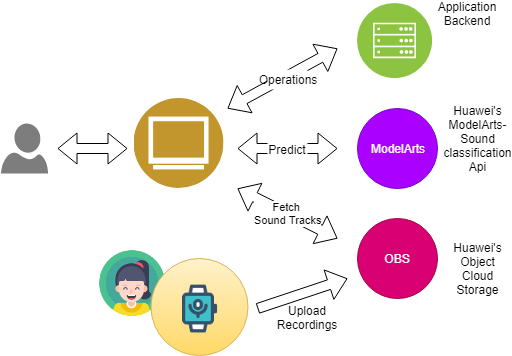 Application
Backend
Operations
Huawei's
ModelArts-
Sound
classification
Api
ModelArts
Predict
Fetch
Sound Tracks
OBS
Huawei's
Object
Cloud
Storage
Upload
Recordings